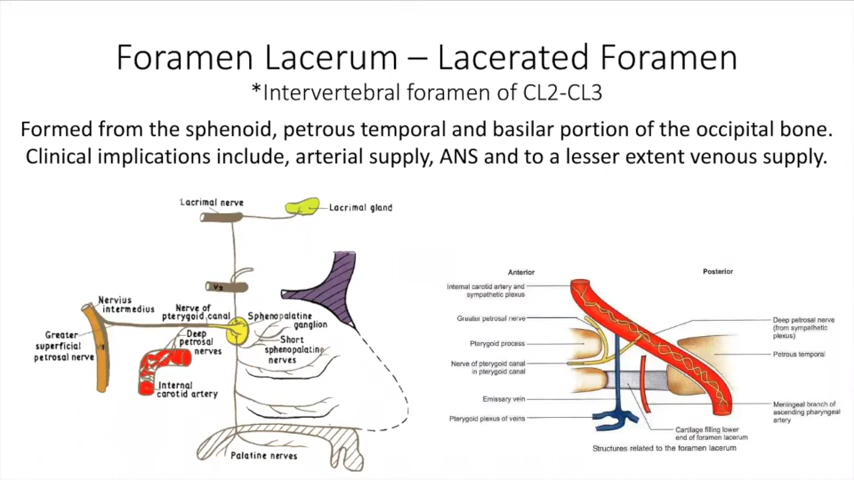 Foramen Lacerum – Lacerated Foramen
*Intervertebral foramen of CL2-CL3
Formed from the sphenoid, petrous temporal and basilar portion of the occipital bone.
Clinical implications include, arterial supply, ANS and to a lesser extent venous supply.
Lacrimal nerve
Lacrimal gland
V2
Nervius
intermedius
Nerve of
pterygoid canal
Sphenopalatine
ganglion
Greater
superficial
petrosal nerve
Deep
petrosal
nerves
Short
sphenopalatine
nerves
Internal
carotid artery
Palatine nerves
Anterior
Posterior
Internal carotid artery and
sympathetic plexus
Greater petrosal nerve
Pterygoid process
Nerve of pterygoid canal
in pterygoid canal
Emissary vein
Pterygoid plexus of veins
Deep petrosal nerve
(from sympathetic
plexus)
Petrous temporal
Meningeal branch of
ascending pharyngeal
artery
Cartilage filling lower
end of foramen lacerum
Structures related to the foramen lacerum